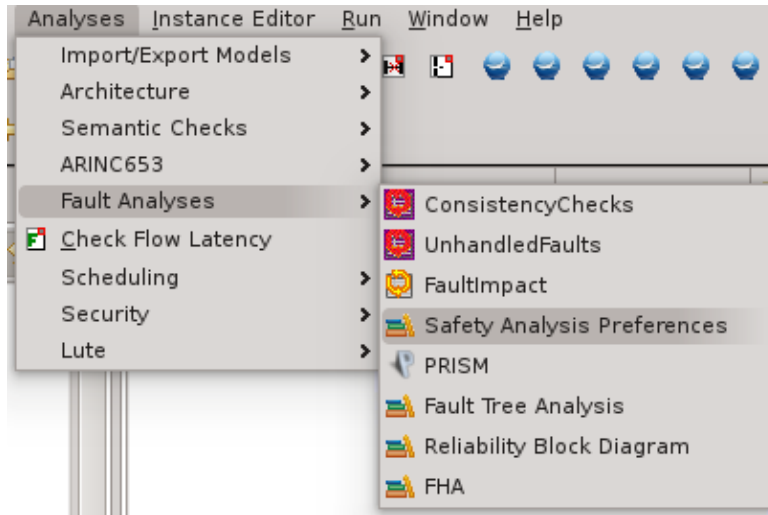 Analyses Instance Editor Run Window Help
Import/Export Models
Architecture
Semantic Checks
ARINC653
Fault Analyses
Check Flow Latency
Scheduling
Security
Lute
ConsistencyChecks
UnhandledFaults
FaultImpact
Safety Analysis Preferences
PRISM
Fault Tree Analysis
Reliability Block Diagram
FHA